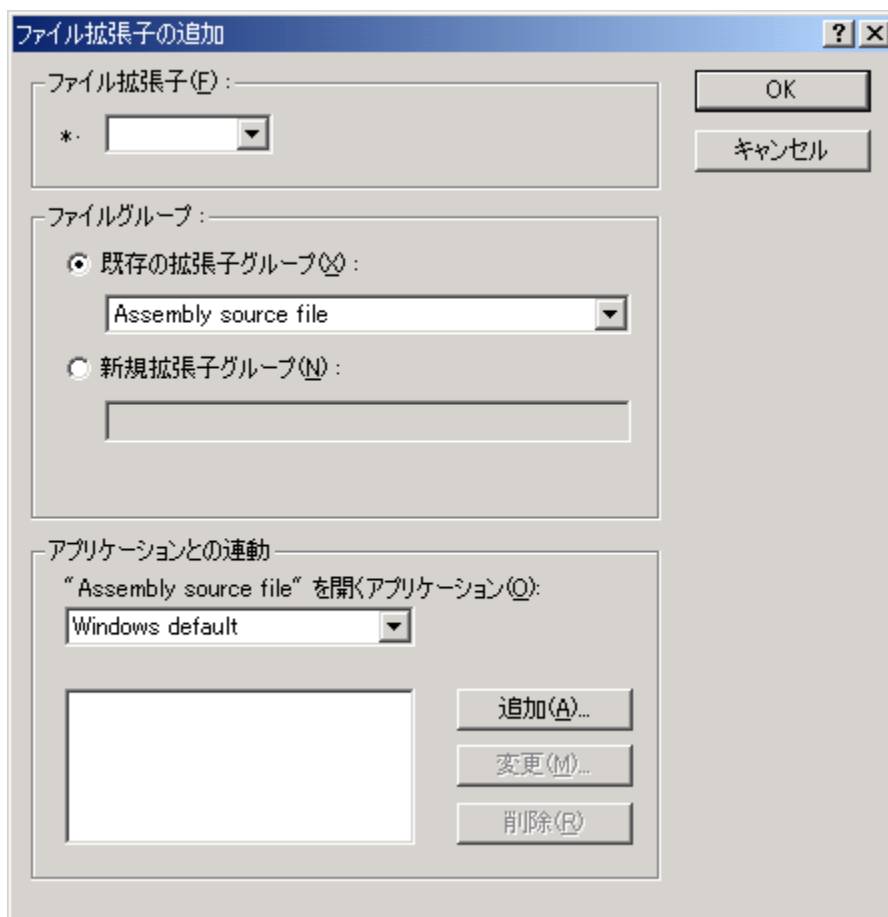 ファイル拡張子の追加
ファイル拡張子(F)：
*.
OK
キャンセル
ファイルグループ：
既存の拡張子グループ(X)：
Assembly source file
新規拡張子グループ(N)：
アプリケーションとの連動
"Assembly source file" を開くアプリケーション(O):
Windows default
追加(A)...
変更(M)...
削除(R)